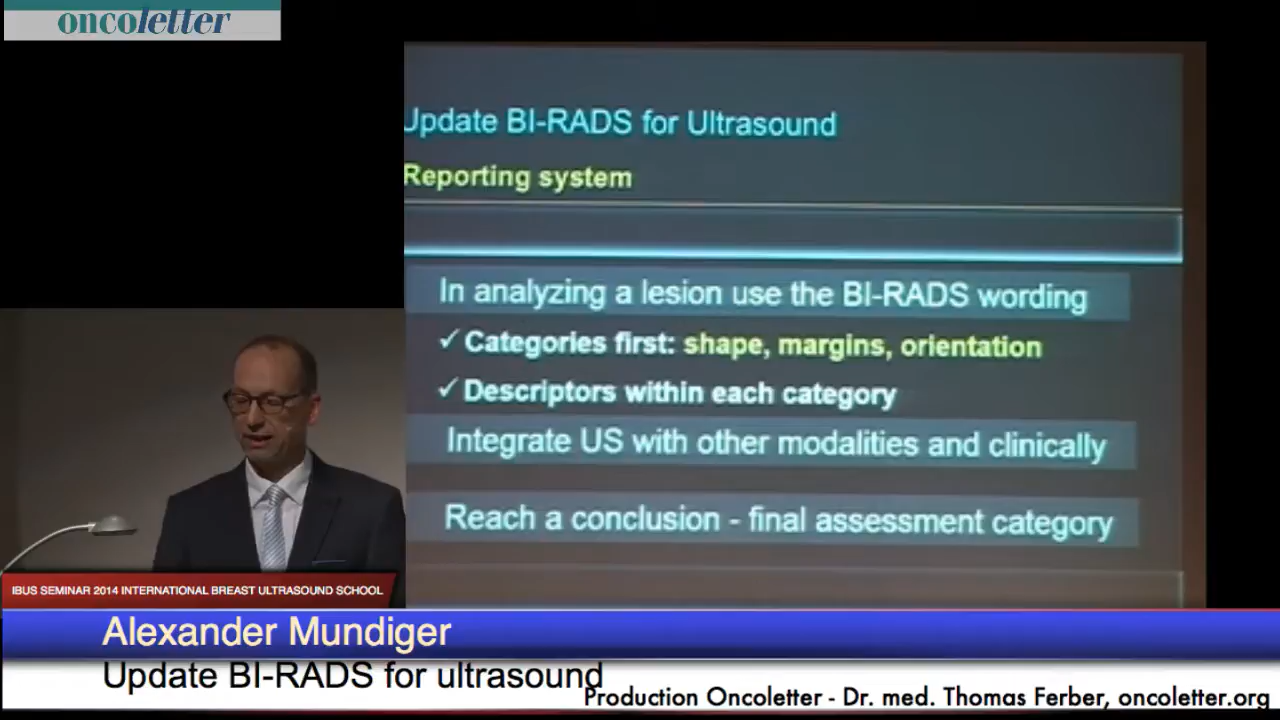 oncoletter
Update BI-RADS for Ultrasound
Reporting system
In analyzing a lesion use the BI-RADS wording
✓ Categories first: shape, margins, orientation
✓ Descriptors within each category
Integrate US with other modalities and clinically
Reach a conclusion - final assessment category
IBUS SEMINAR 2014 INTERNATIONAL BREAST ULTRASOUND SCHOOL
Alexander Mundiger
Update BI-RADS for ultrasound
Production Oncoletter - Dr. med. Thomas Ferber, oncoletter.org